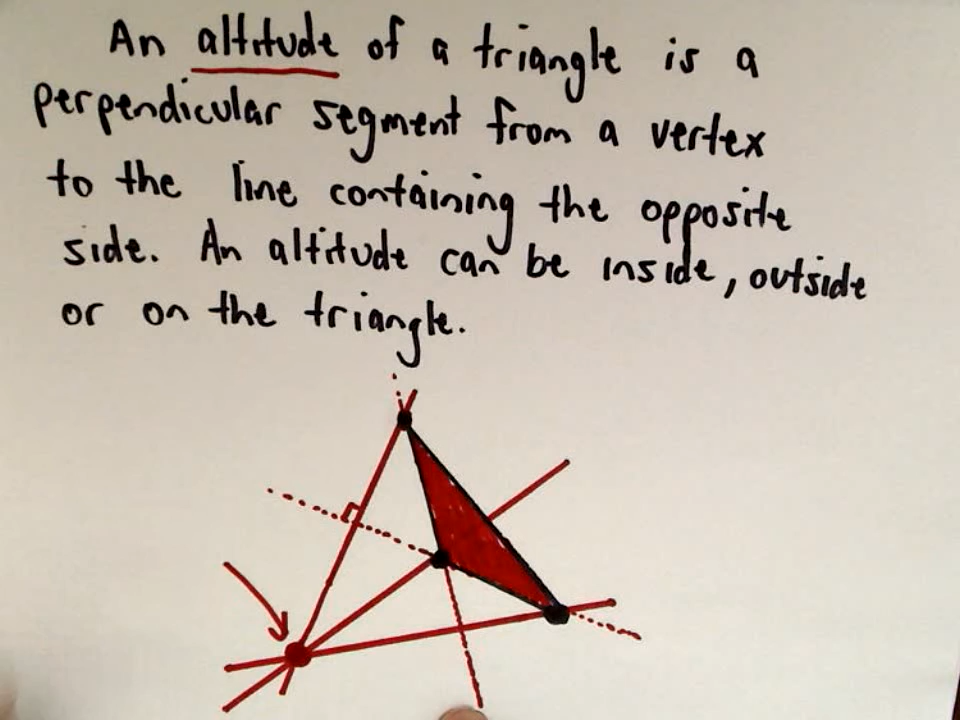 An altitude of a triangle is a
perpendicular segment from a vertex
to the line containing the opposite
side. An altitude can be inside, outside
or on the triangle.